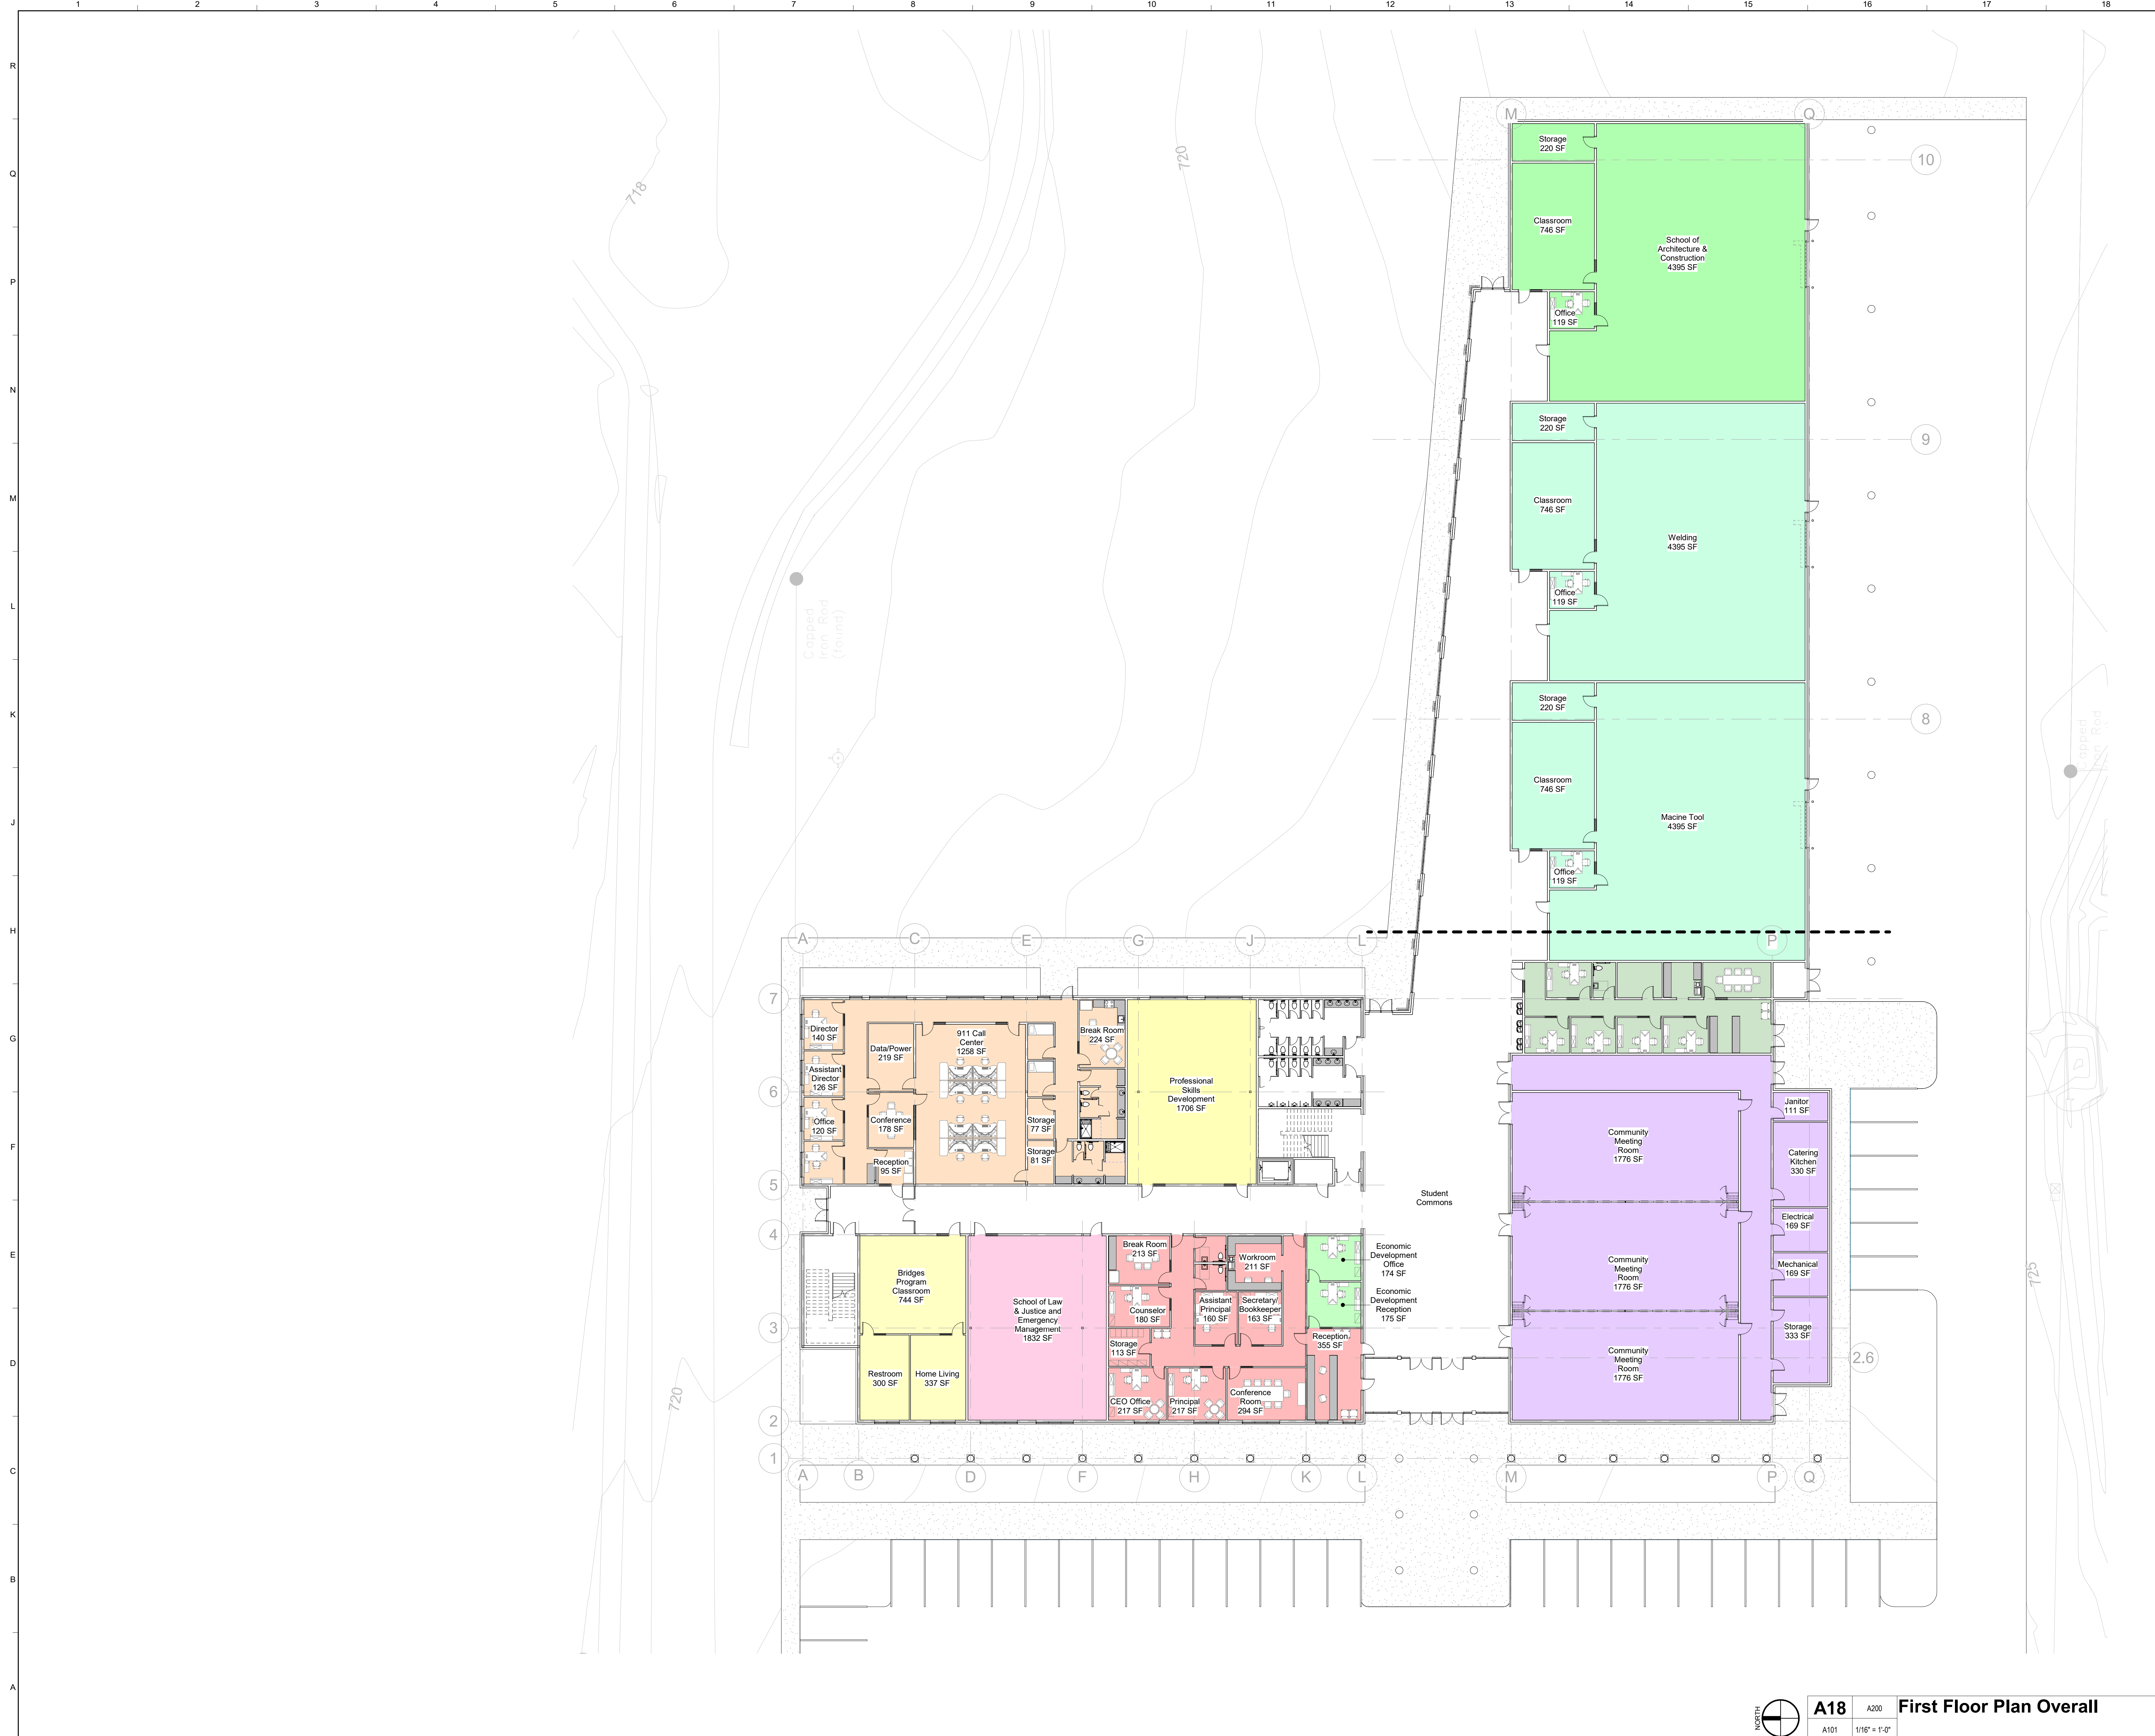 1 2 3 4 5 6 7 8 9 10 11 12 13 14 15 16 17 18
R
Q
P
N
M
L
K
J
H
G
F
E
D
C
B
A
M Q
Storage
220 SF
10
720
718
Classroom
746 SF
School of
Architecture &
Construction
4395 SF
Office
119 SF
Storage
220 SF
9
Classroom
746 SF
Welding
4395 SF
Office
119 SF
Capped
Iron Rod
(found)
Storage
220 SF
8
Classroom
746 SF
Macine Tool
4395 SF
Office
119 SF
A C E G J L P
7
Director
140 SF
Data/Power
219 SF
911 Call
Center
1258 SF
Break Room
224 SF
Assistant
Director
126 SF
6
Professional
Skills
Development
1706 SF
Office
120 SF
Conference
178 SF
Storage
77 SF
Reception
95 SF
Storage
81 SF
5
Community
Meeting
Room
1776 SF
Janitor
111 SF
Catering
Kitchen
330 SF
Student
Commons
4
Bridges
Program
Classroom
744 SF
School of Law
& Justice and
Emergency
Management
1832 SF
Break Room
213 SF
Workroom
211 SF
Economic
Development
Office
174 SF
Counselor
180 SF
Assistant
Principal
160 SF
Secretary/
Bookkeeper
163 SF
Economic
Development
Reception
175 SF
Community
Meeting
Room
1776 SF
Electrical
169 SF
Mechanical
169 SF
725
3
Storage
113 SF
Reception
355 SF
Storage
333 SF
2.6
Restroom
300 SF
Home Living
337 SF
CEO Office
217 SF
Principal
217 SF
Conference
Room
294 SF
Community
Meeting
Room
1776 SF
720
2
1
A B D F H K L M P Q
NORTH
A18
A200
First Floor Plan Overall
A101
1/16" = 1'-0"